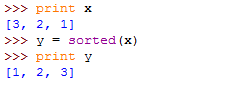 >>> print x
[3, 2, 1]
>>> y = sorted(x)
>>> print y
[1, 2, 3]